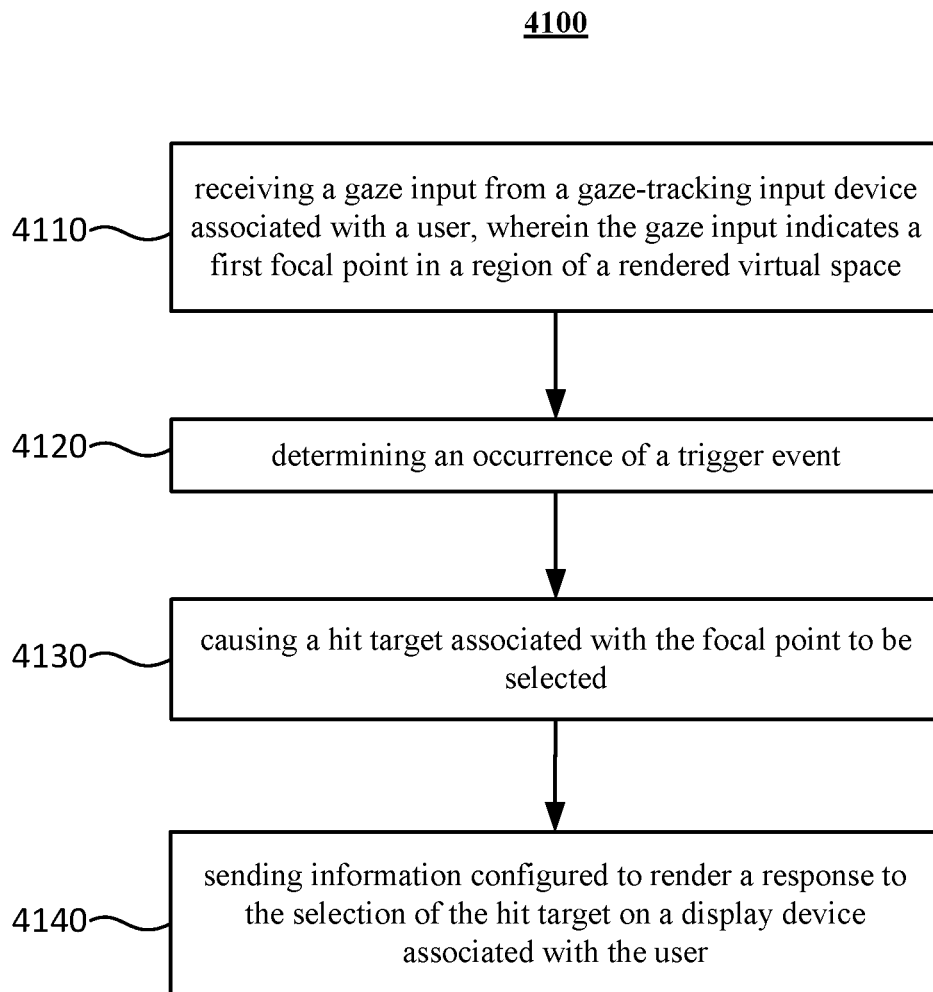 4100
4110
receiving a gaze input from a gaze-tracking input device
associated with a user, wherein the gaze input indicates a
first focal point in a region of a rendered virtual space
4120
determining an occurrence of a trigger event
4130
causing a hit target associated with the focal point to be
selected
4140
sending information configured to render a response to
the selection of the hit target on a display device
associated with the user